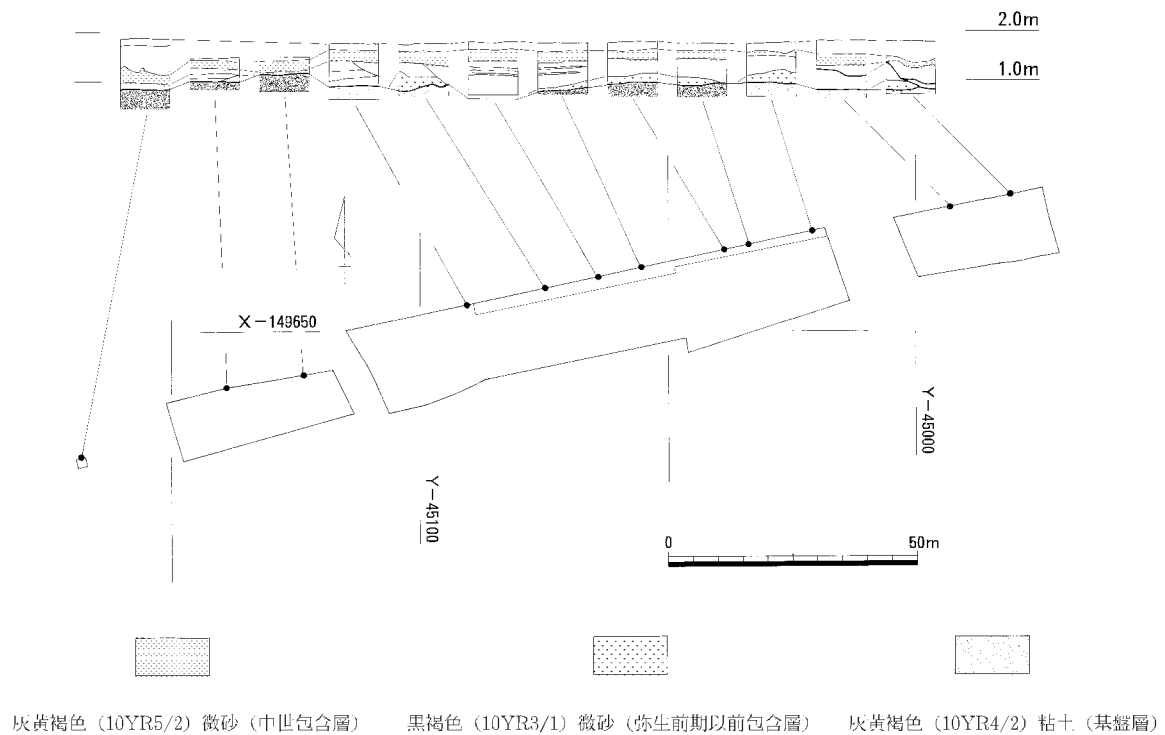 2.0m
1.0m
X-149650
Y-45000
Y-45100
0 50m
灰黄褐色 (10YR5/2) 微砂 (中世包含層) 黒褐色 (10YR3/1) 微砂 (弥生前期以前包含層) 灰黄褐色 (10YR4/2) 粘土 (基盤層)